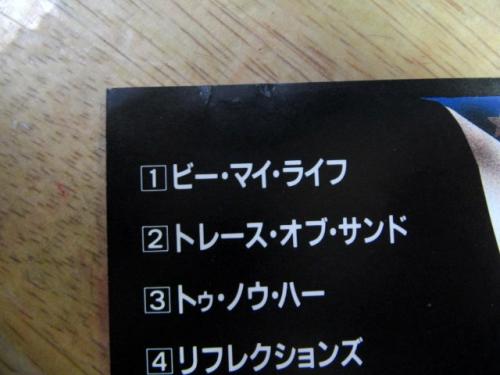 1 ビー・マイ・ライフ
2 トレース・オブ・サンド
3 トゥ・ノウ・ハー
4 リフレクションズ